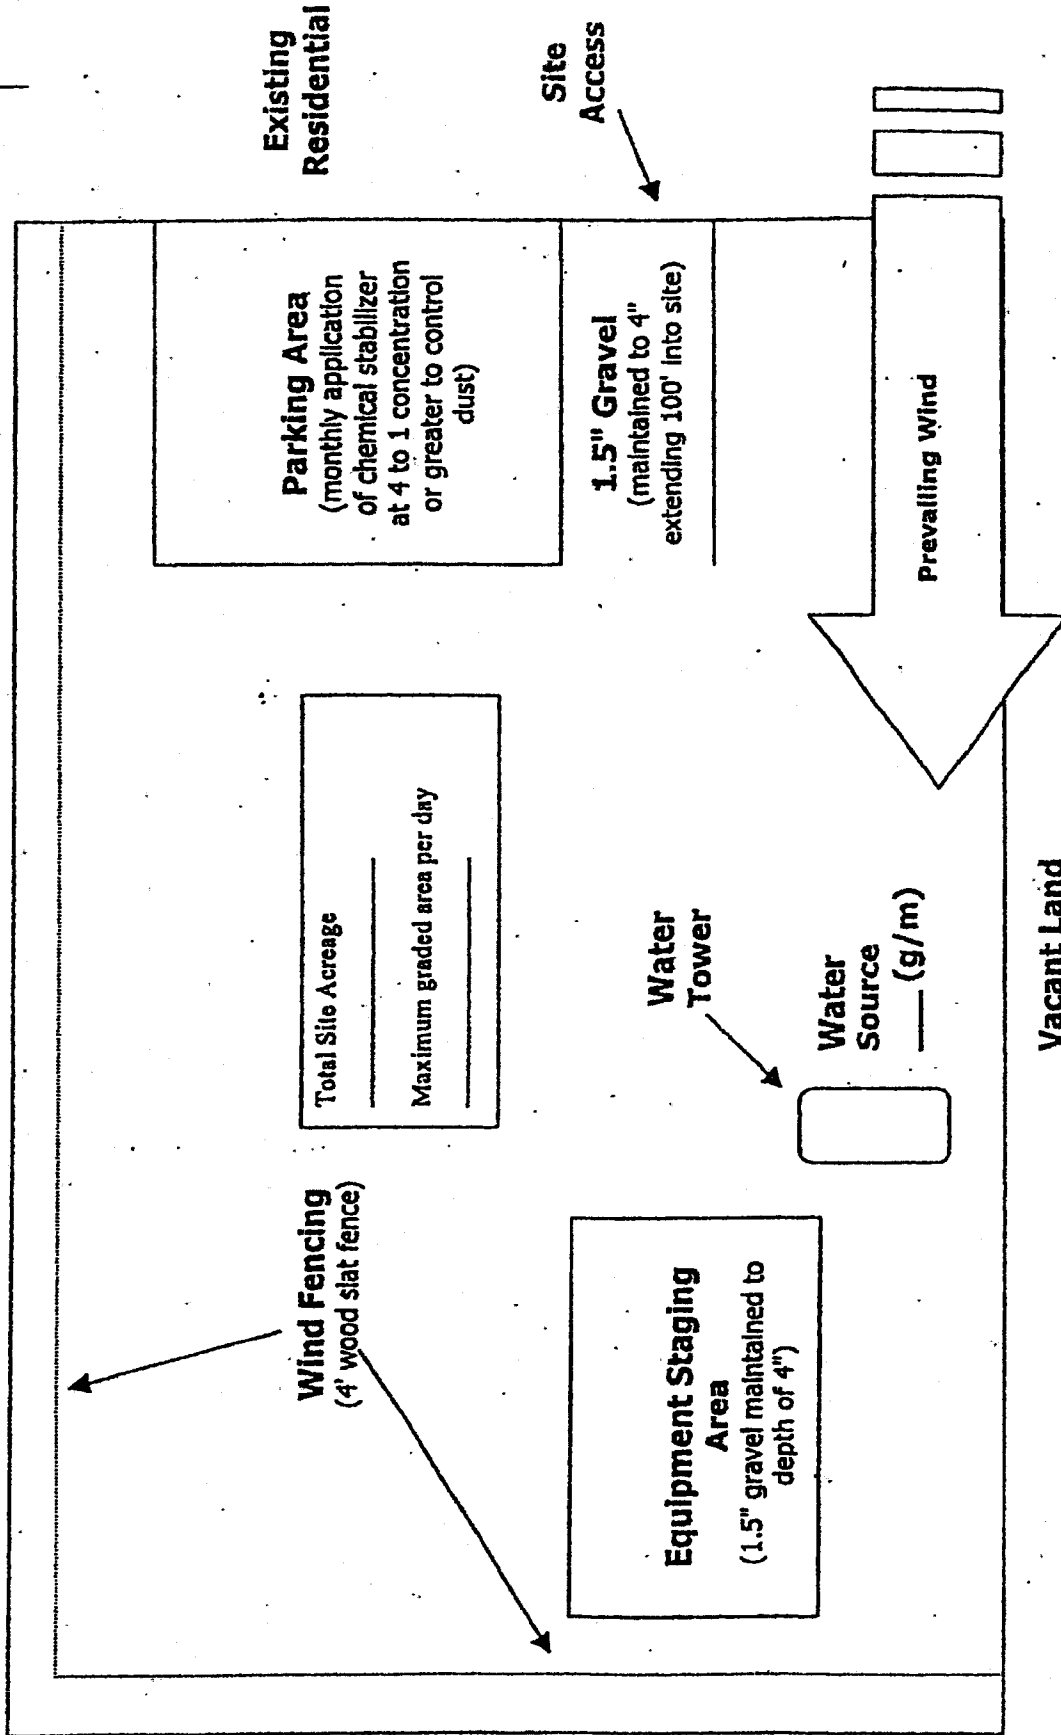 Existing
Residential
Site
Access
Parking Area
(monthly application
of chemical stabilizer
at 4 to 1 concentration
or greater to control
dust)
1.5" Gravel
(maintained to 4"
extending 100' into site)
Prevailing Wind
Total Site Acreage
Maximum graded area per day
Water
Tower
Water
Source
(g/m)
Vacant Land
Wind Fencing
(4' wood slat fence)
Equipment Staging
Area
(1.5" gravel maintained to
depth of 4")